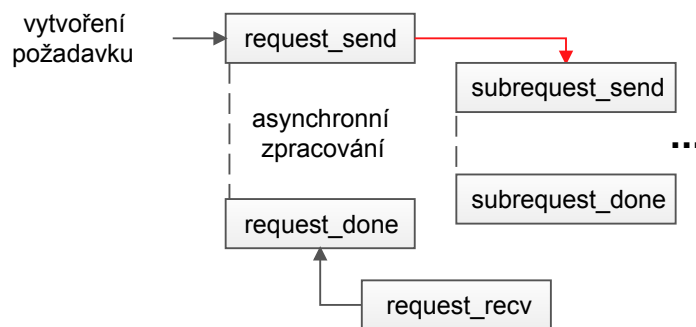 vytvoření
požadavku
request_send
subrequest_send
asynchronní
zpracování
...
subrequest_done
request_done
request_recv